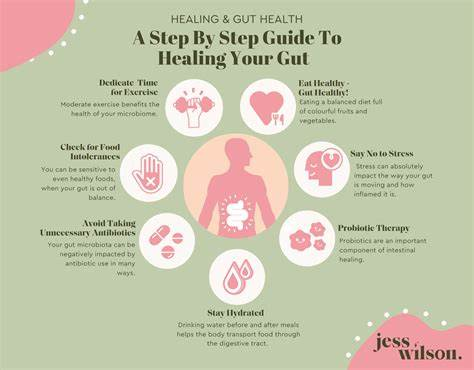 HEALING & GUT HEALTH
A Step By Step Guide To
Healing Your Gut
Dedicate Time
for Exercise
Moderate exercise benefits the
health of your microbiome.
Eat Healthy -
Gut Healthy!
Eating a balanced diet full
of colourful fruits and
vegetables.
Check for Food
Intolerances
You can be sensitive to
even healthy foods,
when your gut is out of
balance.
Say No to Stress
Stress can absolutely
impact the way your gut
is moving and how
inflamed it is.
Avoid Taking
Unnecessary Antibiotics
Your gut microbiota can be
negatively impacted by
antibiotic use in many
ways.
Probiotic Therapy
Probiotics are an important
component of intestinal
healing.
Stay Hydrated
Drinking water before and after meals
helps the body transport food through
the digestive tract.
jess
wilson.